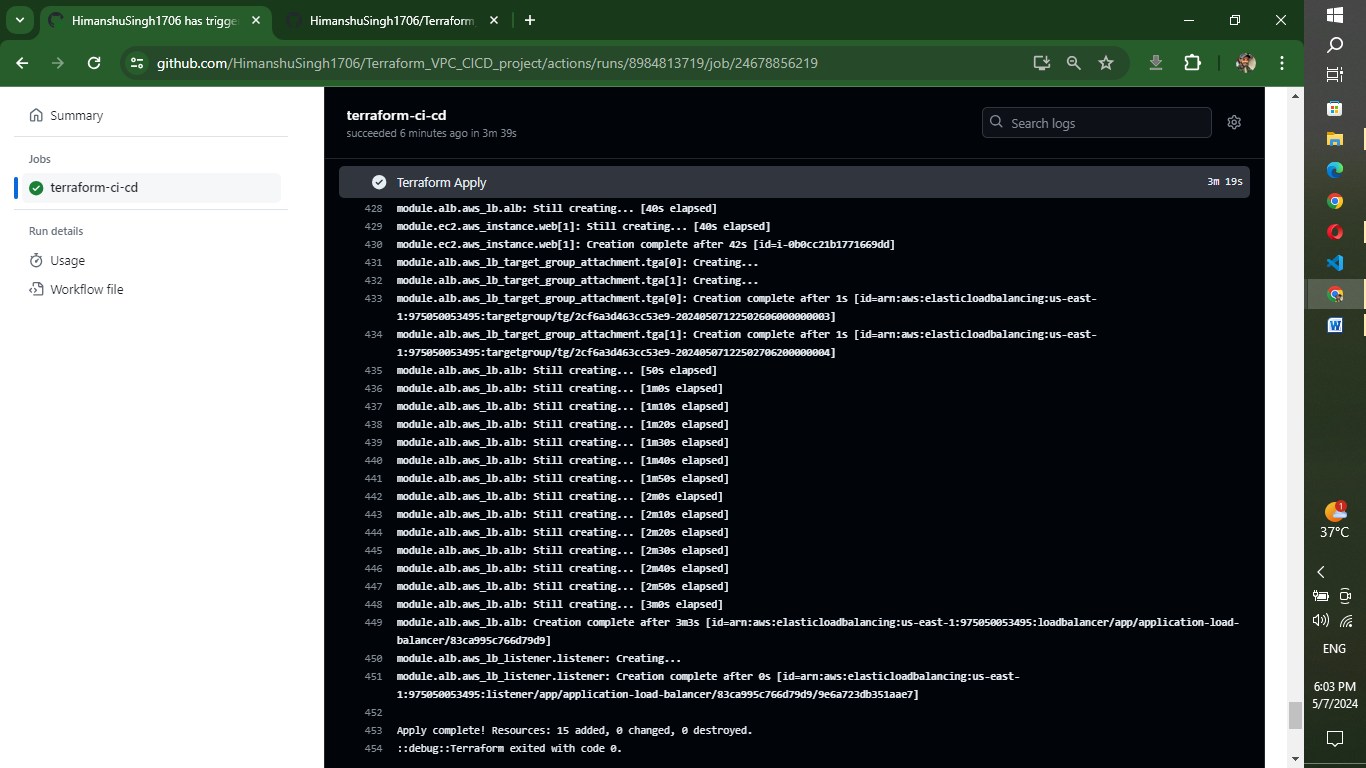 HimanshuSingh1706 has trigge
HimanshuSingh1706/Terraform_
github.com/HimanshuSingh1706/Terraform_VPC_CICD_project/actions/runs/8984813719/job/24678856219
Summary
Jobs
terraform-ci-cd
Run details
Usage
Workflow file
terraform-ci-cd
succeeded 6 minutes ago in 3m 39s
Search logs
Terraform Apply
3m 19s
428 module.alb.aws_lb.alb: Still creating... [40s elapsed]
429 module.ec2.aws_instance.web[1]: Still creating... [40s elapsed]
430 module.ec2.aws_instance.web[1]: Creation complete after 42s [id=i-0b0cc21b1771669dd]
431 module.alb.aws_lb_target_group_attachment.tga[0]: Creating...
432 module.alb.aws_lb_target_group_attachment.tga[1]: Creating...
433 module.alb.aws_lb_target_group_attachment.tga[0]: Creation complete after 1s [id=arn:aws:elasticloadbalancing:us-east-
1:975050053495:targetgroup/tg/2cf6a3d463cc53e9-20240507122502606000000003]
434 module.alb.aws_lb_target_group_attachment.tga[1]: Creation complete after 1s [id=arn:aws:elasticloadbalancing:us-east-
1:975050053495:targetgroup/tg/2cf6a3d463cc53e9-20240507122502706200000004]
435 module.alb.aws_lb.alb: Still creating... [50s elapsed]
436 module.alb.aws_lb.alb: Still creating... [1m0s elapsed]
437 module.alb.aws_lb.alb: Still creating... [1m10s elapsed]
438 module.alb.aws_lb.alb: Still creating... [1m20s elapsed]
439 module.alb.aws_lb.alb: Still creating... [1m30s elapsed]
440 module.alb.aws_lb.alb: Still creating... [1m40s elapsed]
441 module.alb.aws_lb.alb: Still creating... [1m50s elapsed]
442 module.alb.aws_lb.alb: Still creating... [2m0s elapsed]
443 module.alb.aws_lb.alb: Still creating... [2m10s elapsed]
444 module.alb.aws_lb.alb: Still creating... [2m20s elapsed]
445 module.alb.aws_lb.alb: Still creating... [2m30s elapsed]
446 module.alb.aws_lb.alb: Still creating... [2m40s elapsed]
447 module.alb.aws_lb.alb: Still creating... [2m50s elapsed]
448 module.alb.aws_lb.alb: Still creating... [3m0s elapsed]
449 module.alb.aws_lb.alb: Creation complete after 3m3s [id=arn:aws:elasticloadbalancing:us-east-1:975050053495:loadbalancer/app/application-load-
balancer/83ca995c766d79d9]
450 module.alb.aws_lb_listener.listener: Creating...
451 module.alb.aws_lb_listener.listener: Creation complete after 0s [id=arn:aws:elasticloadbalancing:us-east-
1:975050053495:listener/app/application-load-balancer/83ca995c766d79d9/9e6a723db351aae7]
452
453 Apply complete! Resources: 15 added, 0 changed, 0 destroyed.
454 ::debug::Terraform exited with code 0.
1
37°C
ENG
6:03 PM
5/7/2024